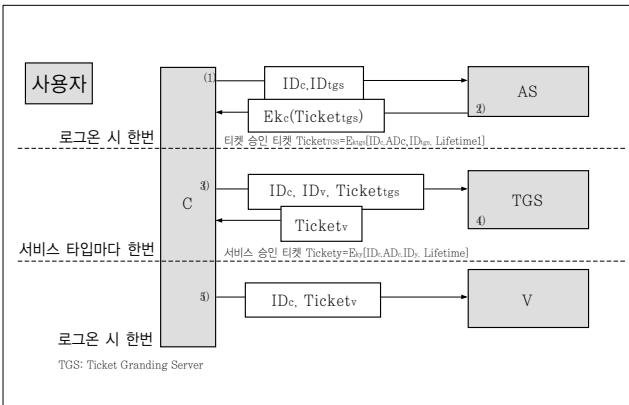 사용자
(1)
IDc,IDtgs
AS
2)
Ekc(Tickettgs)
로그온 시 한번
티켓 승인 티켓 TicketTGS=Ektgs[IDc,ADc,IDtgs, Lifetime1]
C
3)
IDc, IDv, Tickettgs
TGS
4)
Ticketv
서비스 타입마다 한번
서비스 승인 티켓 Tickety=Eky[IDc,ADc,IDy, Lifetime]
5)
IDc, Ticketv
V
로그온 시 한번
TGS: Ticket Granding Server